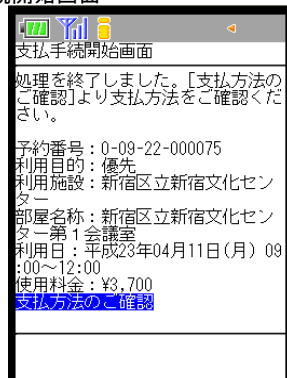 支払手続開始画面
処理を終了しました。[支払方法の
ご確認]より支払方法をご確認くだ
さい。
予約番号：0-09-22-000075
利用目的：優先
利用施設：新宿区立新宿文化セン
ター
部屋名称：新宿区立新宿文化セン
ター第１会議室
利用日：平成23年04月11日(月) 09
:00～12:00
使用料金：¥3,700
支払方法のご確認